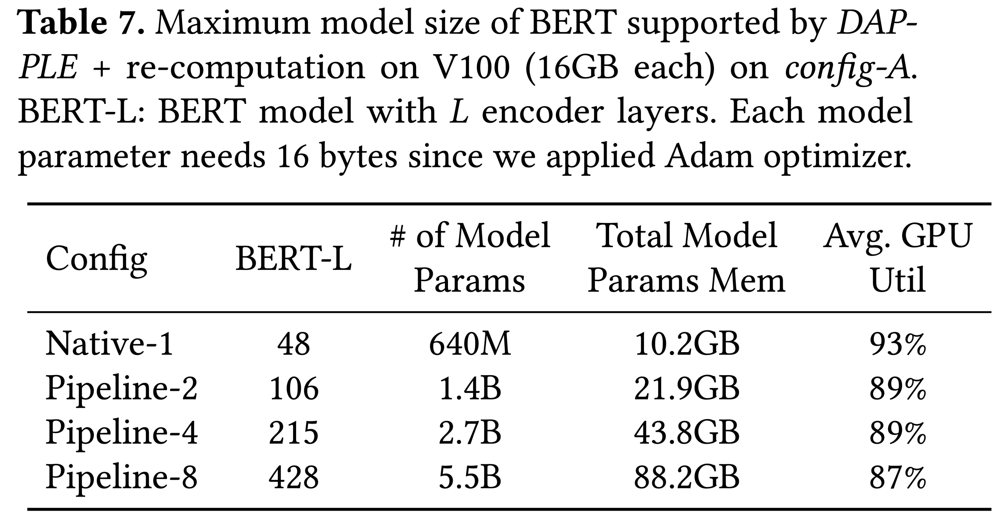 Table 7. Maximum model size of BERT supported by DAP-
PLE + re-computation on V100 (16GB each) on config-A.
BERT-L: BERT model with L encoder layers. Each model
parameter needs 16 bytes since we applied Adam optimizer.
Config BERT-L # of Model Params Total Model Params Mem Avg. GPU Util
Native-1 48 640M 10.2GB 93%
Pipeline-2 106 1.4B 21.9GB 89%
Pipeline-4 215 2.7B 43.8GB 89%
Pipeline-8 428 5.5B 88.2GB 87%